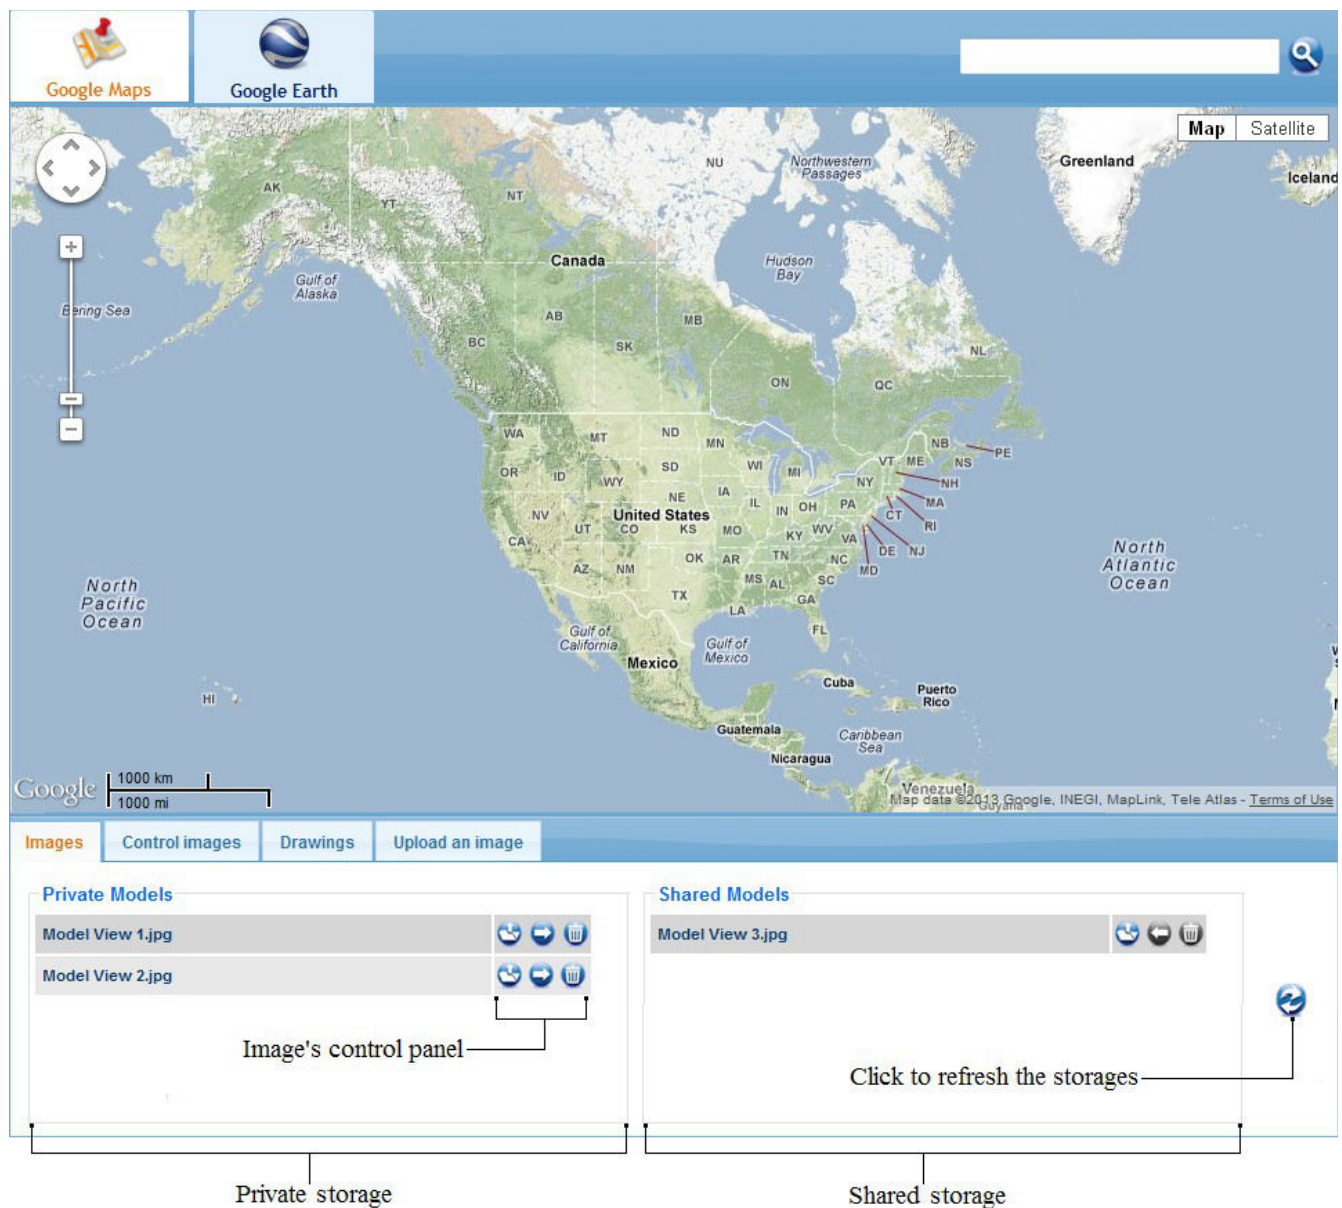 Google Maps
Google Earth
Map
Satellite
Greenland
Iceland
NU
Northwestern
Passages
AK
YT
NT
Canada
Hudson
Bay
Gulf of
Alaska
Bering Sea
AB
MB
BC
SK
NL
ON
QC
WA
MT
ND
MN
NB
PE
OR
ID
SD
WI
MI
VT
ME
NS
WY
NY
NH
NE
IA
IL
IN
OH
PA
MA
NV
United States
CT
RI
UT
CO
KS
MO
KY
WV
VA
CA
DE
NJ
OK
AR
TN
NC
MD
AZ
NM
MS
AL
SC
TX
GA
LA
FL
North
Atlantic
Ocean
North
Pacific
Ocean
Gulf of
California
Gulf of
Mexico
Mexico
Cuba
Puerto
Rico
HI
Guatemala
Caribbean
Sea
Nicaragua
Venezuela
Guyana
Google
1000 km
1000 mi
Map data ©2013 Google, INEGI, MapLink, Tele Atlas - Terms of Use
Images
Control images
Drawings
Upload an image
Private Models
Model View 1.jpg
Model View 2.jpg
Shared Models
Model View 3.jpg
Image's control panel
Click to refresh the storages
Private storage
Shared storage